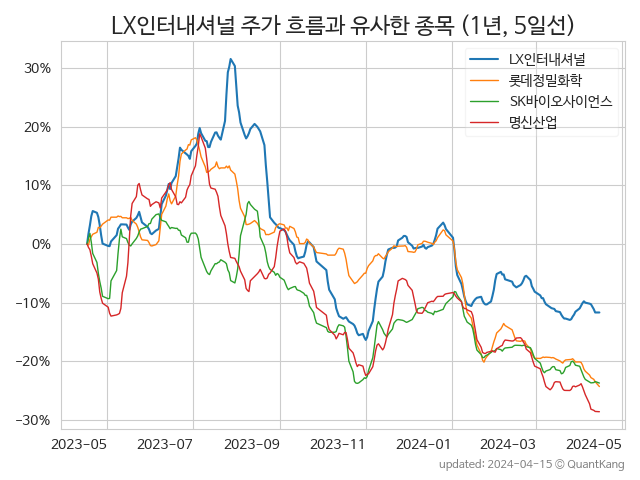 LX인터내셔널 주가 흐름과 유사한 종목 (1년, 5일선)
LX인터내셔널
롯데정밀화학
SK바이오사이언스
명신산업
30%
20%
10%
0%
−10%
−20%
−30%
2023-05 2023-07 2023-09 2023-11 2024-01 2024-03 2024-05
updated: 2024-04-15 © QuantKang